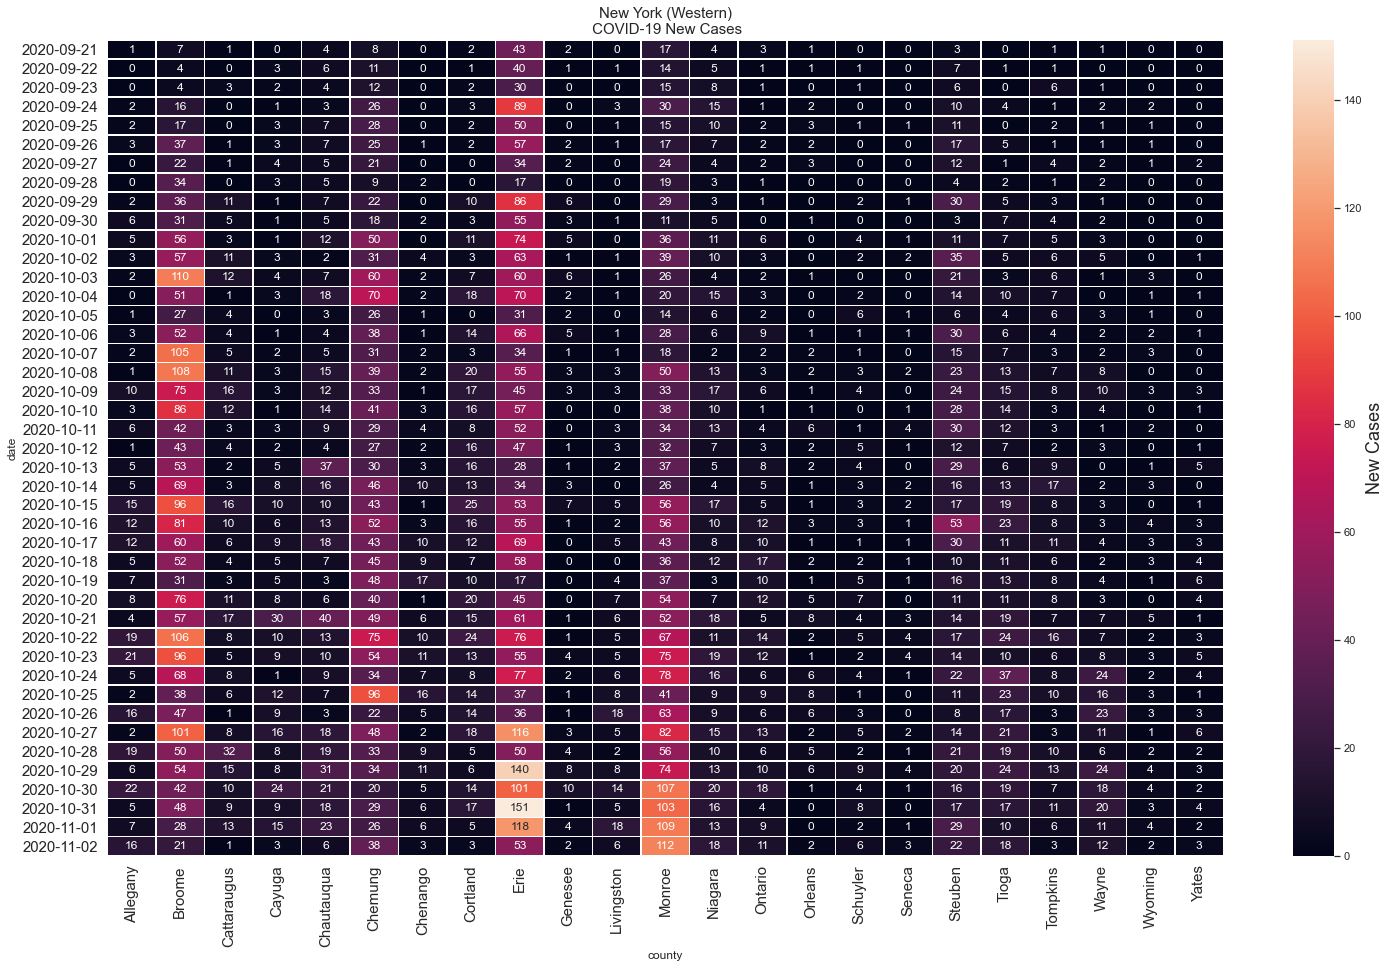 New York (Western)
COVID-19 New Cases
2020-09-21 1 7 1 0 4 8 0 2 43 2 0 17 4 3 1 0 0 3 0 1 1 0 0
2020-09-22 0 4 0 3 6 11 0 1 40 1 1 14 5 1 1 1 0 7 1 1 0 0 0
2020-09-23 0 4 3 2 4 12 0 2 30 0 0 15 8 1 0 1 0 6 0 6 1 0 0
2020-09-24 2 16 0 1 3 26 0 3 89 0 3 30 15 1 2 0 0 10 4 1 2 2 0
2020-09-25 2 17 0 3 7 28 0 2 50 0 1 15 10 2 3 1 1 11 0 2 1 1 0
2020-09-26 3 37 1 3 7 25 1 2 57 2 1 17 7 2 2 0 0 17 5 1 1 1 0
2020-09-27 0 22 1 4 5 21 0 0 34 2 0 24 4 2 3 0 0 12 1 4 2 1 2
2020-09-28 0 34 0 3 5 9 2 0 17 0 0 19 3 1 0 0 0 4 2 1 2 0 0
2020-09-29 2 36 11 1 7 22 0 10 86 6 0 29 3 1 0 2 1 30 5 3 1 0 0
2020-09-30 6 31 5 1 5 18 2 3 55 3 1 11 5 0 1 0 0 3 7 4 2 0 0
2020-10-01 5 56 3 1 12 50 0 11 74 5 0 36 11 6 0 4 1 11 7 5 3 0 0
2020-10-02 3 57 11 3 2 31 4 3 63 1 1 39 10 3 0 2 2 35 5 6 5 0 1
2020-10-03 2 110 12 4 7 60 2 7 60 6 1 26 4 2 1 0 0 21 3 6 1 3 0
2020-10-04 0 51 1 3 18 70 2 18 70 2 1 20 15 3 0 2 0 14 10 7 0 1 1
2020-10-05 1 27 4 0 3 26 1 0 31 2 0 14 6 2 0 6 1 6 4 6 3 1 0
2020-10-06 3 52 4 1 4 38 1 14 66 5 1 28 6 9 1 1 1 30 6 4 2 2 1
2020-10-07 2 105 5 2 5 31 2 3 34 1 1 18 2 2 2 1 0 15 7 3 2 3 0
2020-10-08 1 108 11 3 15 39 2 20 55 3 3 50 13 3 2 3 2 23 13 7 8 0 0
2020-10-09 10 75 16 3 12 33 1 17 45 3 3 33 17 6 1 4 0 24 15 4 10 3 3
2020-10-10 3 86 12 1 14 41 3 16 57 0 0 38 10 1 1 0 1 28 14 3 4 0 1
2020-10-11 6 42 3 3 9 29 4 8 52 0 3 34 13 4 6 1 4 30 12 3 1 2 0
2020-10-12 1 43 4 2 4 27 2 16 47 1 3 32 7 3 2 5 1 12 7 2 3 0 1
2020-10-13 5 53 2 5 37 30 3 16 28 1 2 37 5 8 2 4 0 29 6 9 0 1 5
2020-10-14 5 69 3 8 16 46 10 13 34 3 0 26 4 5 1 3 2 16 13 17 2 3 0
2020-10-15 15 96 16 10 10 43 1 25 53 7 5 56 17 5 1 3 2 17 19 8 3 0 1
2020-10-16 12 81 10 6 13 52 3 16 55 1 2 56 10 12 3 3 1 53 23 8 3 4 3
2020-10-17 12 60 6 9 18 43 10 12 69 0 5 43 8 10 1 1 1 30 11 11 4 3 3
2020-10-18 5 52 4 5 7 45 9 7 58 0 0 36 12 17 2 2 1 10 11 6 2 3 4
2020-10-19 7 31 3 5 3 48 17 10 17 0 4 37 3 10 1 5 1 16 13 8 4 1 6
2020-10-20 8 76 11 8 6 40 1 20 45 0 7 54 7 12 5 7 0 11 11 8 3 0 4
2020-10-21 4 57 17 30 40 49 6 15 61 1 6 52 18 5 8 4 3 14 19 7 7 5 1
2020-10-22 19 106 8 10 13 75 10 24 76 1 5 67 11 14 2 5 4 17 24 16 7 2 3
2020-10-23 21 96 5 9 10 54 11 13 55 4 5 75 19 12 1 2 4 14 10 6 8 3 5
2020-10-24 5 68 8 1 9 34 7 8 77 2 6 78 16 6 6 4 1 22 37 8 24 2 4
2020-10-25 2 38 6 12 7 96 16 14 37 1 8 41 9 9 8 1 0 11 23 10 16 3 1
2020-10-26 16 47 1 9 3 22 5 14 36 1 18 63 9 6 6 3 0 8 17 3 23 3 3
2020-10-27 2 101 8 16 18 48 2 18 116 3 5 82 15 13 2 5 2 14 21 3 11 1 6
2020-10-28 19 50 32 8 19 33 9 5 50 4 2 56 10 6 5 2 1 21 19 10 6 2 2
2020-10-29 6 54 15 8 31 34 11 6 140 8 8 74 13 10 6 9 4 20 24 13 24 4 3
2020-10-30 22 42 10 24 21 20 5 14 101 10 14 107 20 18 1 4 1 16 19 7 18 4 2
2020-10-31 5 48 9 9 18 29 6 17 151 1 5 103 16 4 0 8 0 17 17 11 20 3 4
2020-11-01 7 28 13 15 23 26 6 5 118 4 18 109 13 9 0 2 1 29 10 6 11 4 2
2020-11-02 16 21 1 3 6 38 3 3 53 2 6 112 18 11 2 6 3 22 18 3 12 2 3
Allegany Broome Cattaraugus Cayuga Chautauqua Chemung Chenango Cortland Erie Genesee Livingston Monroe Niagara Ontario Orleans Schuyler Seneca Steuben Tioga Tompkins Wayne Wyoming Yates
county
date
140
120
100
80
60
40
20
0
New Cases